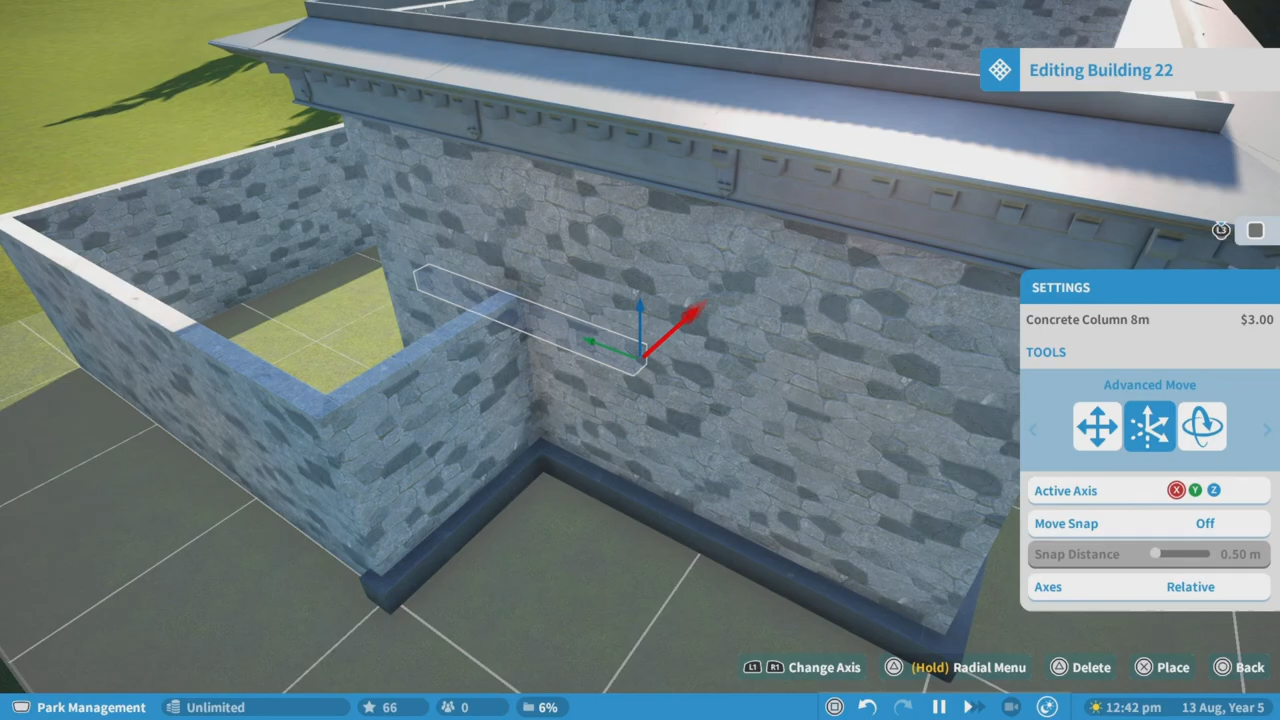 Editing Building 22
SETTINGS
Concrete Column 8m $3.00
TOOLS
Advanced Move
Active Axis X Y Z
Move Snap Off
Snap Distance 0.50 m
Axes Relative
L1 R1 Change Axis (Hold) Radial Menu Delete Place Back
Park Management Unlimited 66 0 6% 12:42 pm 13 Aug, Year 5